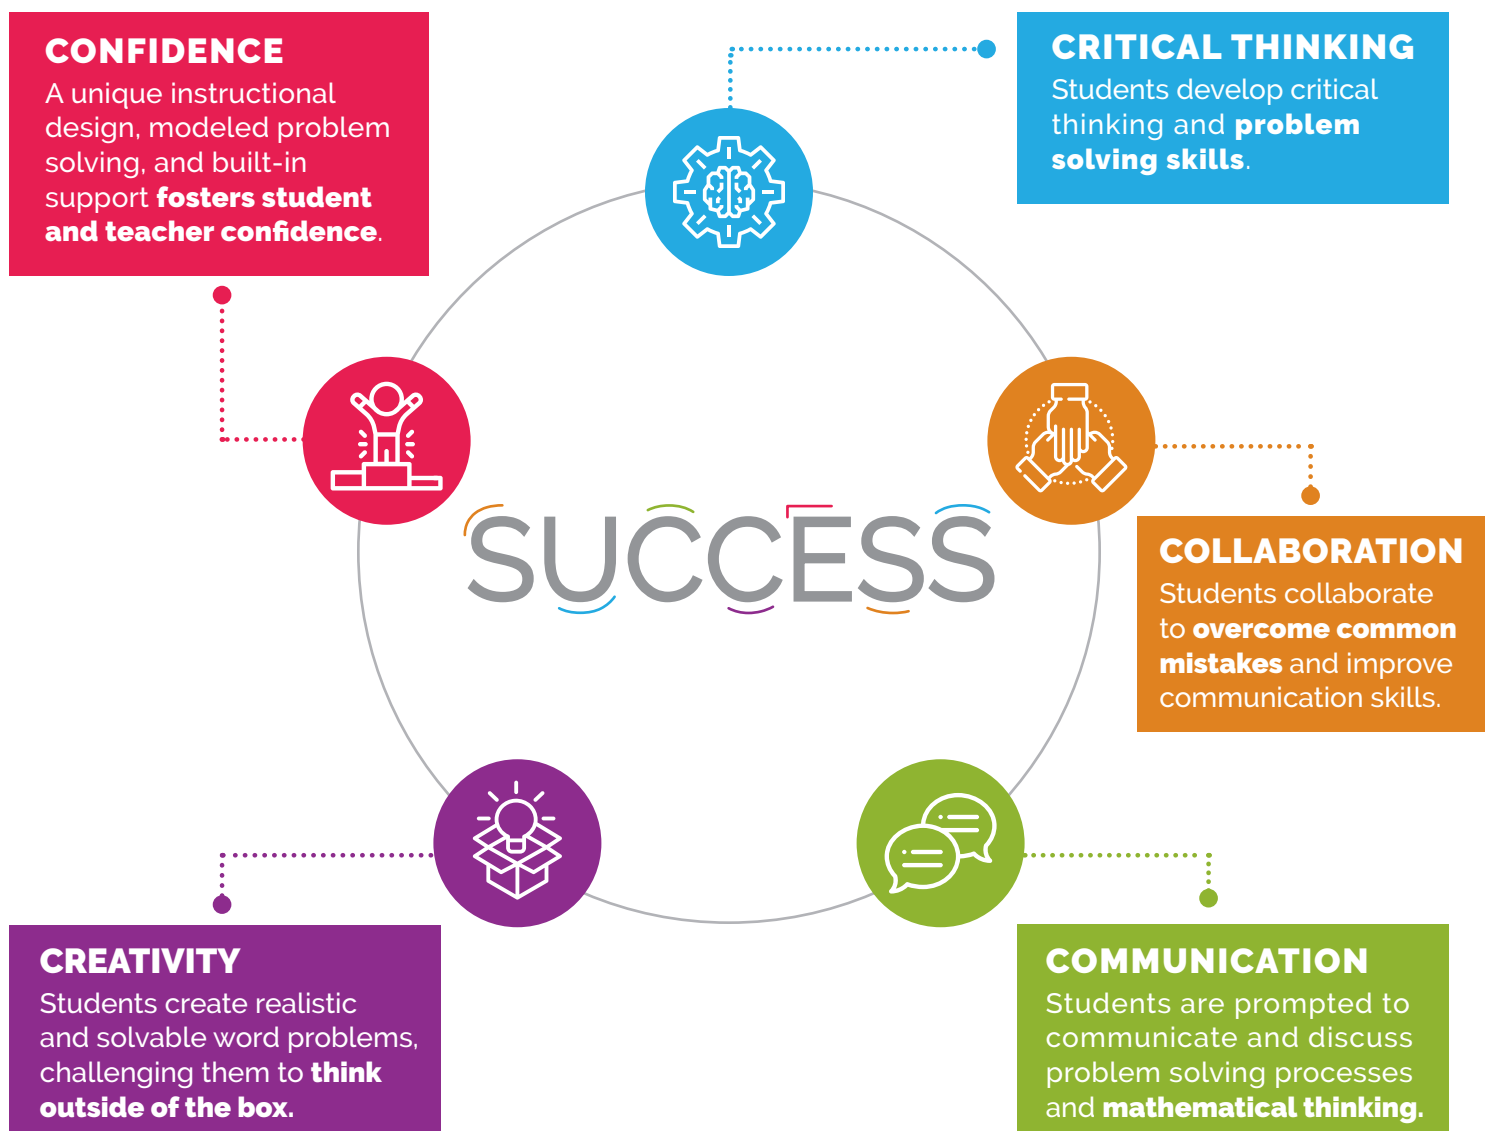 CONFIDENCE
A unique instructional
design, modeled problem
solving, and built-in
support fosters student
and teacher confidence.
CRITICAL THINKING
Students develop critical
thinking and problem
solving skills.
SUCCESS
COLLABORATION
Students collaborate
to overcome common
mistakes and improve
communication skills.
CREATIVITY
Students create realistic
and solvable word problems,
challenging them to think
outside of the box.
COMMUNICATION
Students are prompted to
communicate and discuss
problem solving processes
and mathematical thinking.